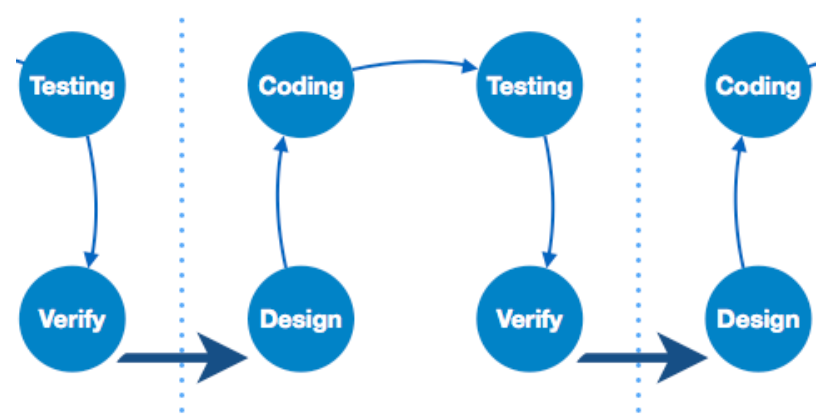 Testing
Coding
Testing
Coding
Verify
Design
Verify
Design